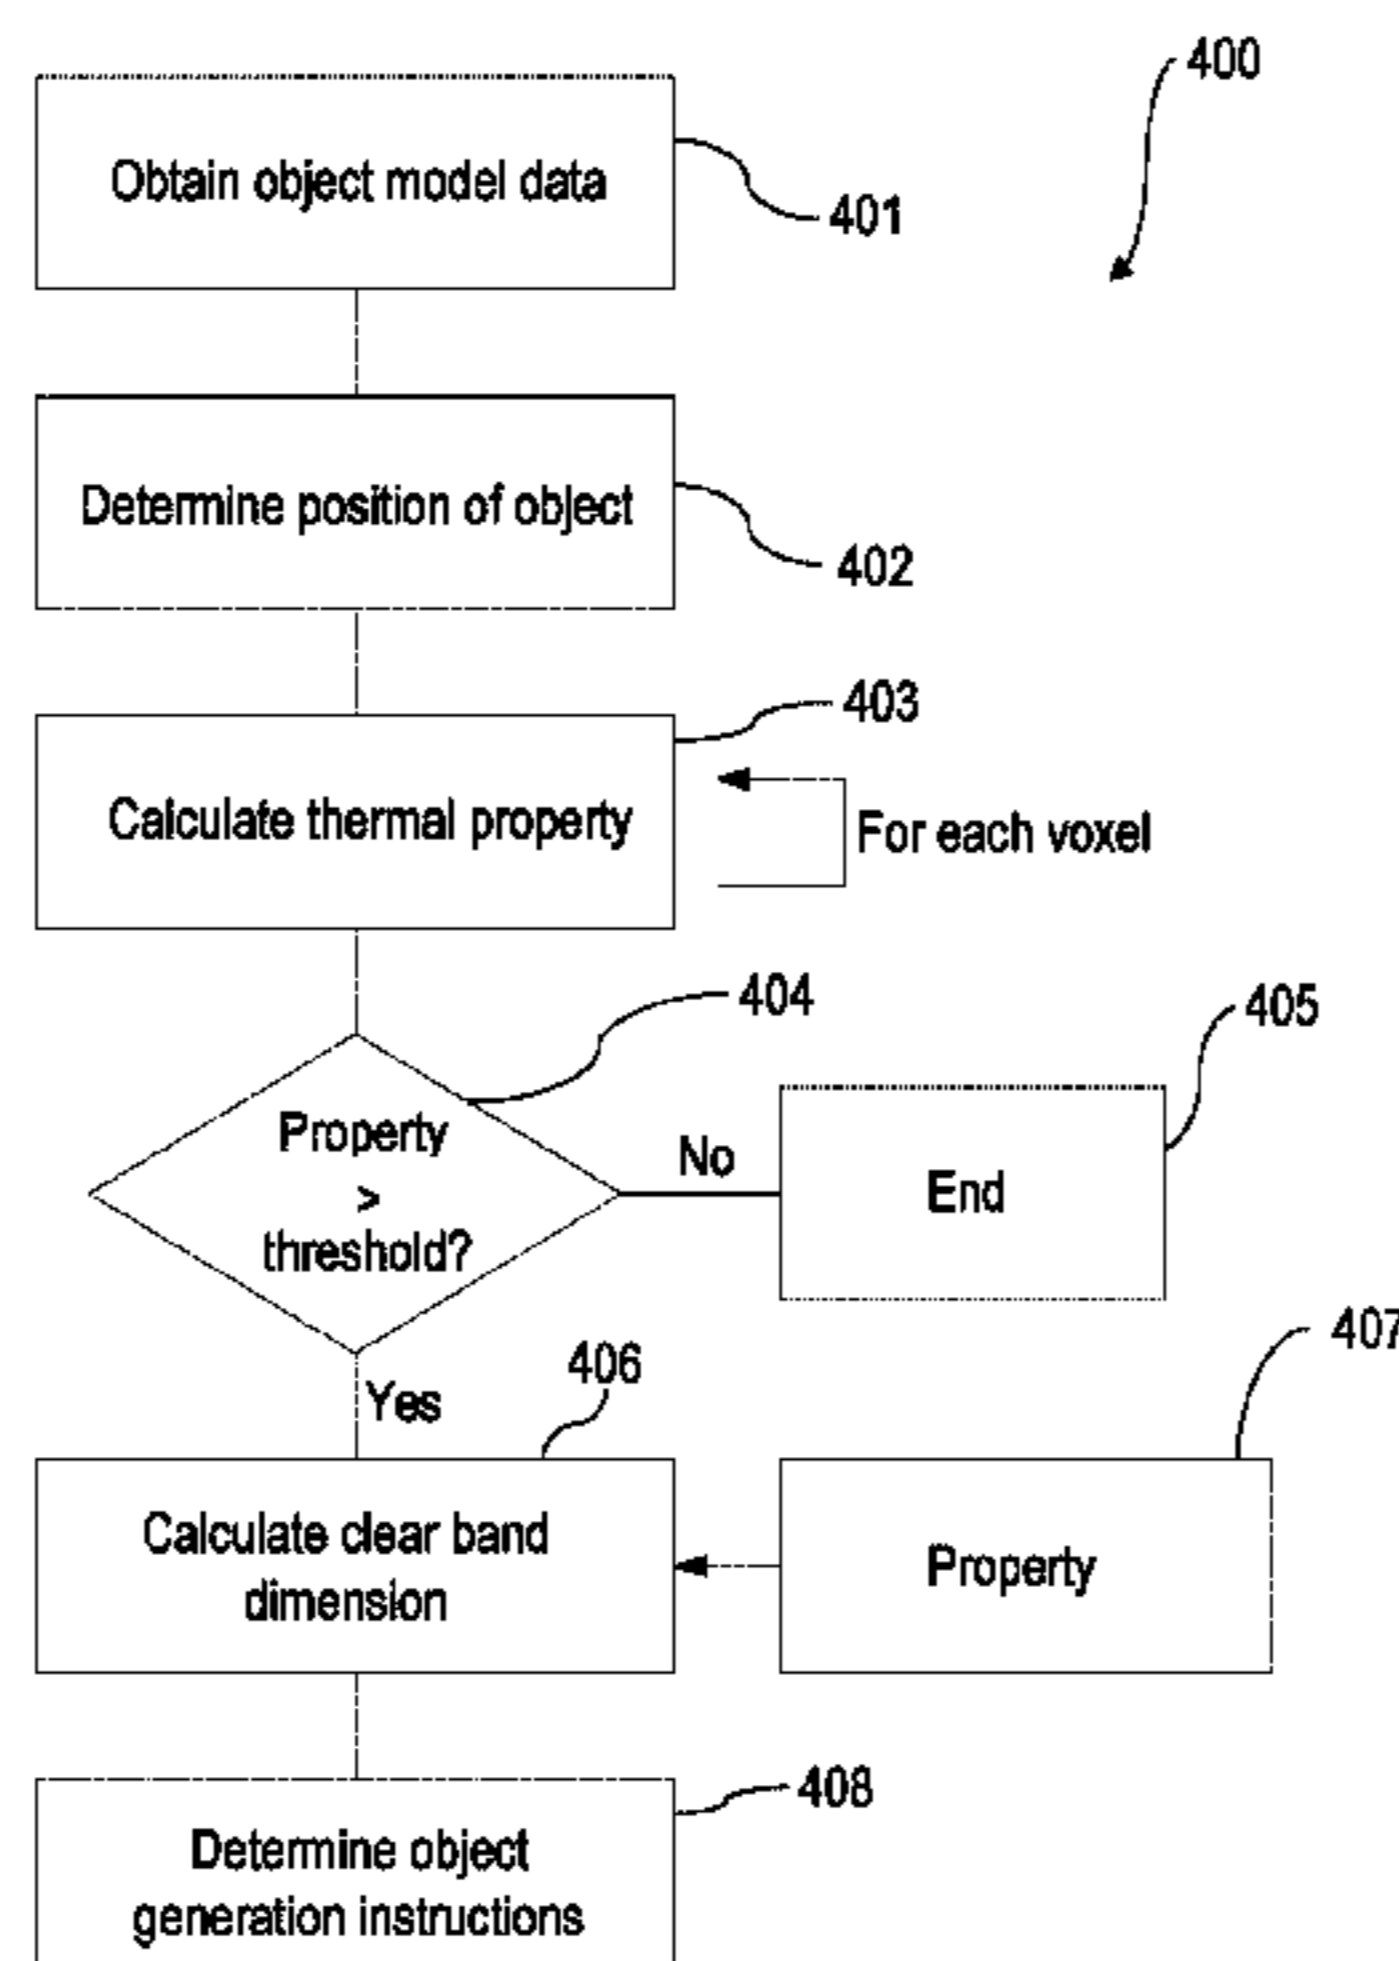 400
Obtain object model data
401
Determine position of object
402
403
Calculate thermal property
For each voxel
404
405
Property
>
threshold?
No
End
Yes
406
407
Calculate clear band
dimension
Property
408
Determine object
generation instructions